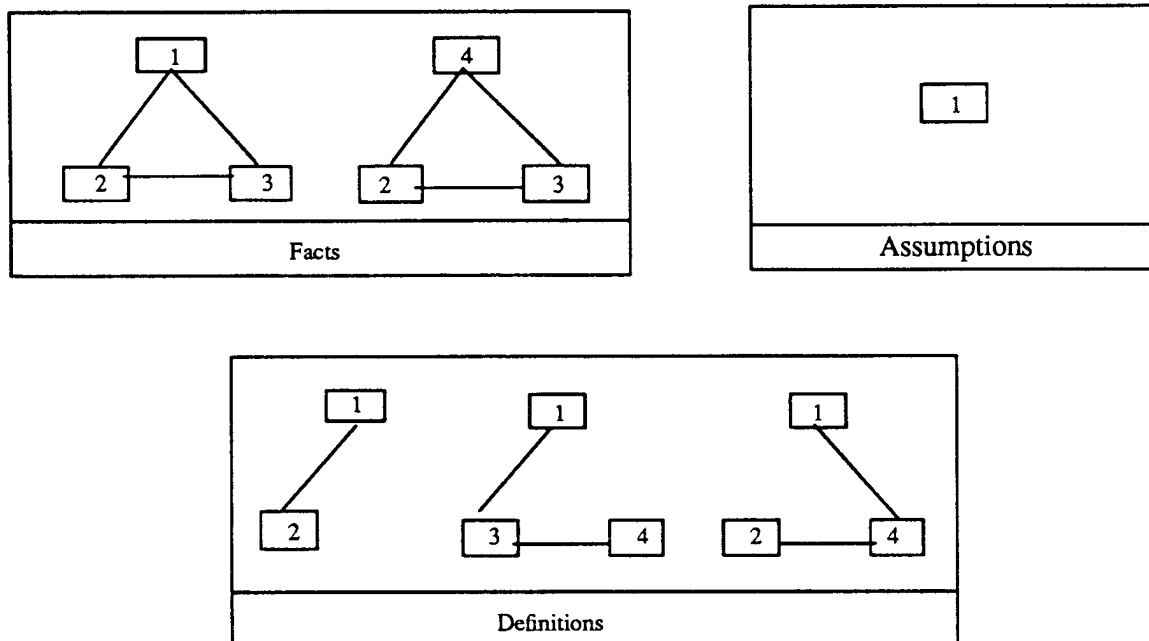 1 4
2 3 2 3
Facts
1
Assumptions
1 1 1
2 3 4 2 4
Definitions